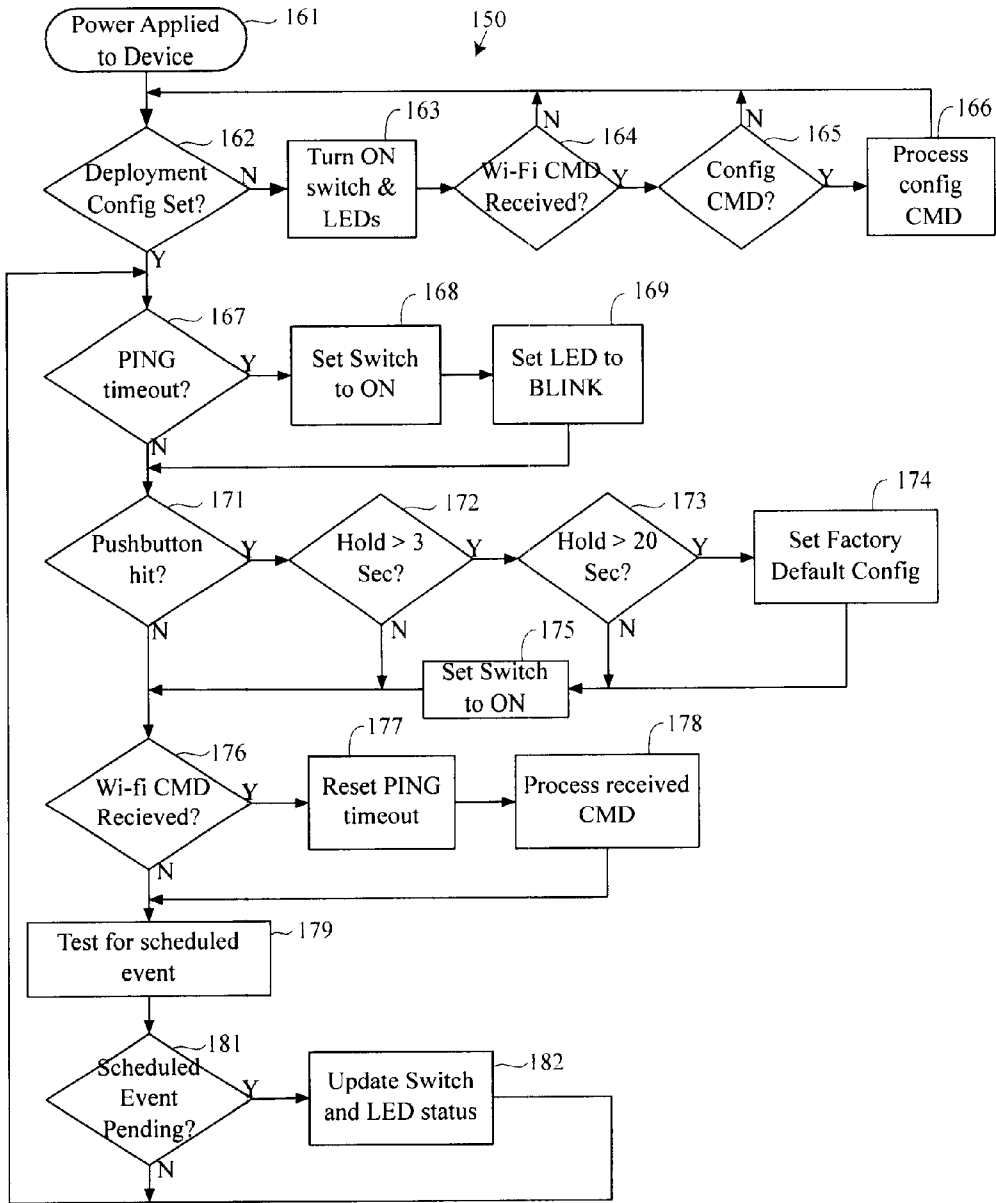 Power Applied
to Device
161
150
162
Deployment
Config Set?
N
Y
163
Turn ON
switch &
LEDs
164
Wi-Fi CMD
Received?
N
Y
165
Config
CMD?
N
Y
166
Process
config
CMD
167
PING
timeout?
Y
N
168
Set Switch
to ON
169
Set LED to
BLINK
171
Pushbutton
hit?
Y
N
172
Hold > 3
Sec?
Y
N
173
Hold > 20
Sec?
Y
N
174
Set Factory
Default Config
175
Set Switch
to ON
176
Wi-fi CMD
Recieved?
Y
N
177
Reset PING
timeout
178
Process received
CMD
179
Test for scheduled
event
181
Scheduled
Event
Pending?
Y
N
182
Update Switch
and LED status